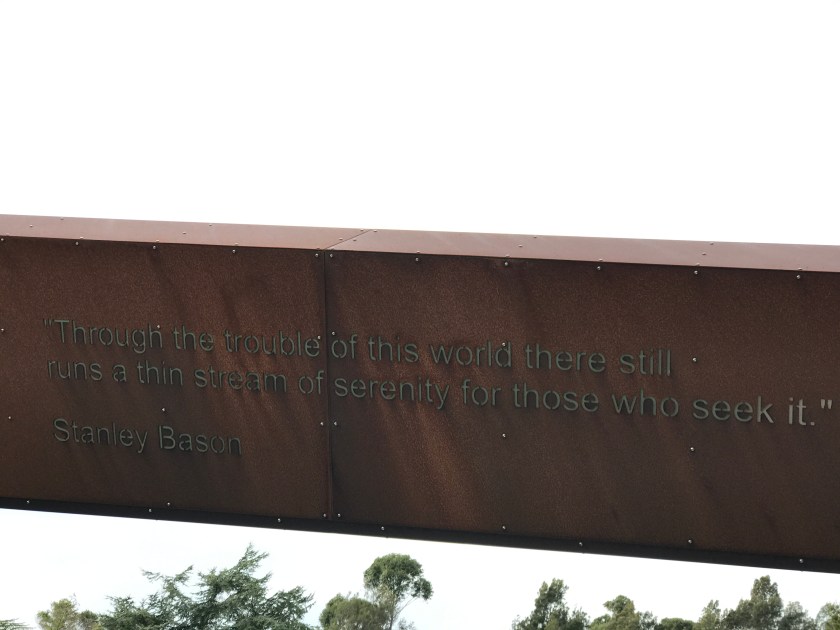 "Through the trouble of this world there still
runs a thin stream of serenity for those who seek it."
Stanley Bason